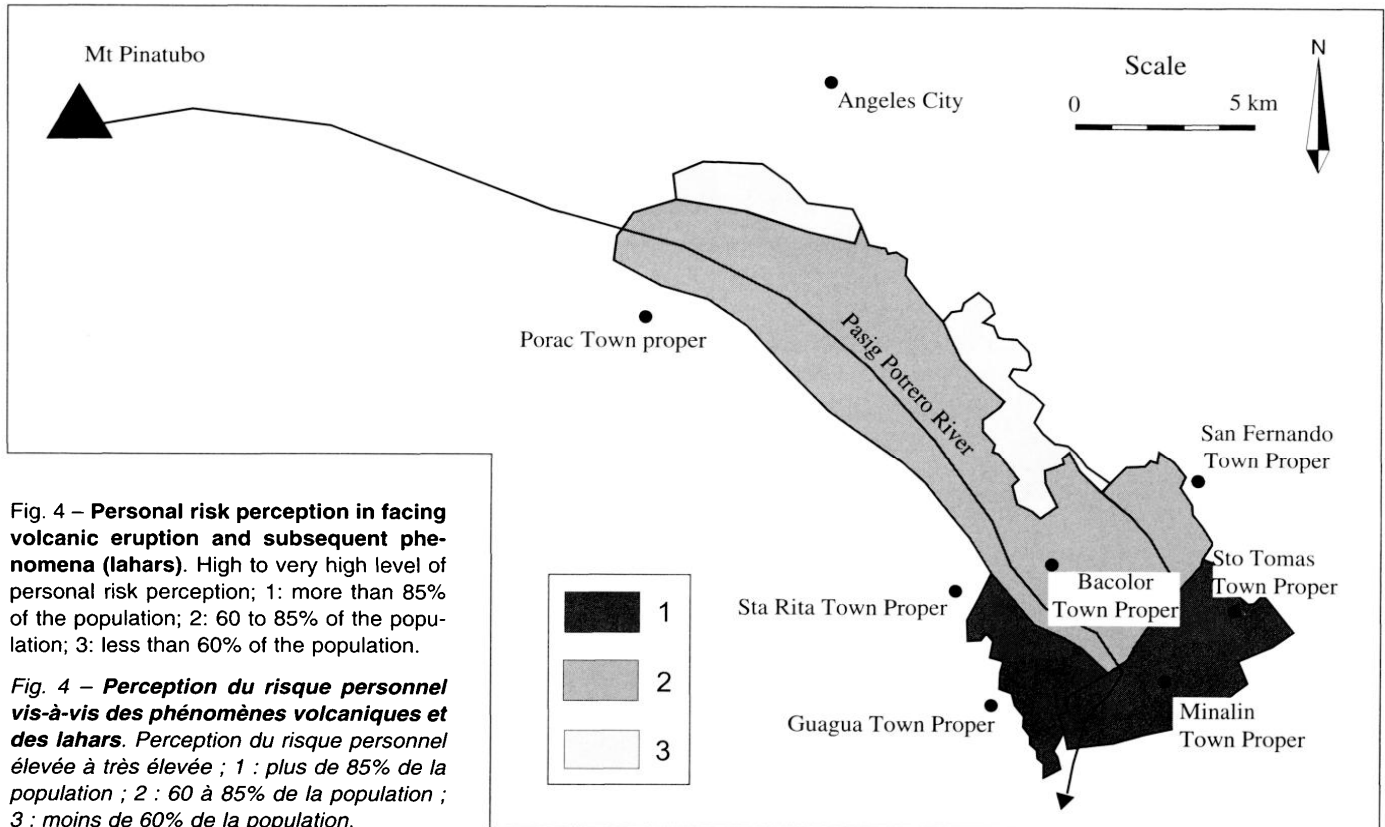 Mt Pinatubo
Angeles City
Scale
0 5 km
N
Porac Town proper
Pasig Potrero River
San Fernando
Town Proper
Sto Tomas
Town Proper
Bacolor
Town Proper
Sta Rita Town Proper
Guagua Town Proper
Minalin
Town Proper
1
2
3
Fig. 4 – Personal risk perception in facing
volcanic eruption and subsequent phe-
nomena (lahars). High to very high level of
personal risk perception; 1: more than 85%
of the population; 2: 60 to 85% of the popu-
lation; 3: less than 60% of the population.
Fig. 4 – Perception du risque personnel
vis-à-vis des phénomènes volcaniques et
des lahars. Perception du risque personnel
élevée à très élevée ; 1 : plus de 85% de la
population ; 2 : 60 à 85% de la population ;
3 : moins de 60% de la population.